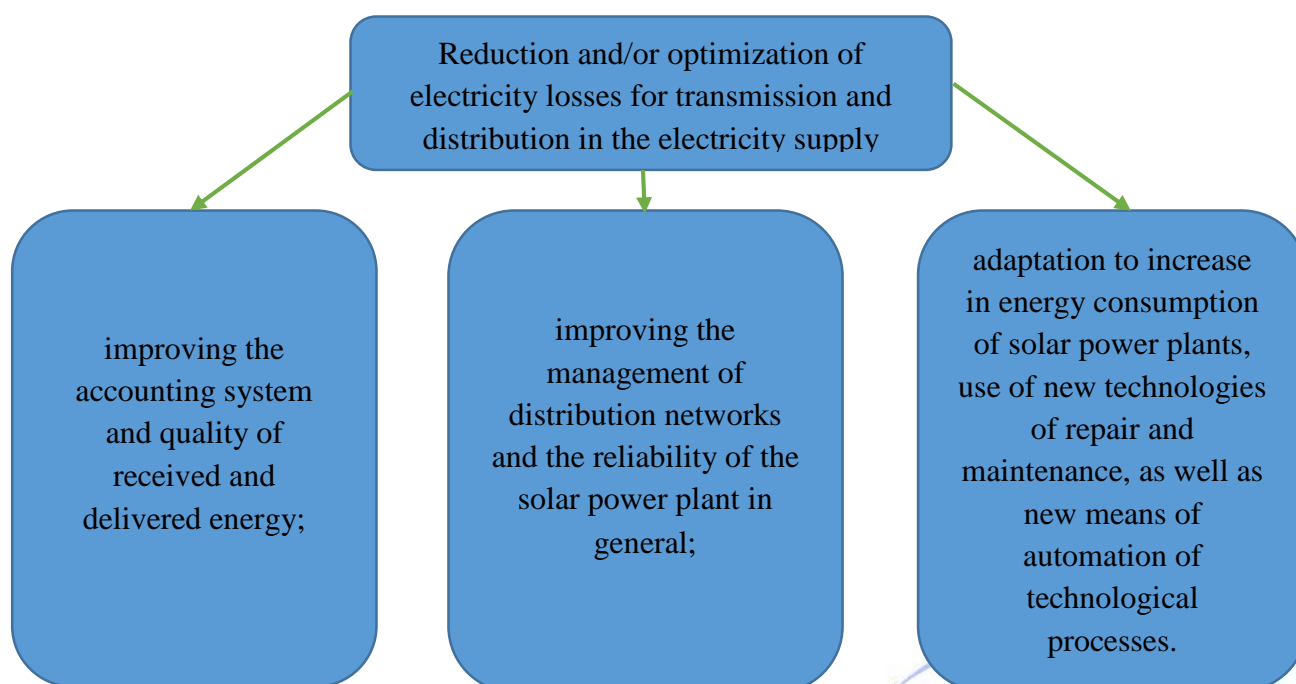 Reduction and/or optimization of
electricity losses for transmission and
distribution in the electricity supply
improving the
accounting system
and quality of
received and
delivered energy;
improving the
management of
distribution networks
and the reliability of the
solar power plant in
general;
adaptation to increase
in energy consumption
of solar power plants,
use of new technologies
of repair and
maintenance, as well as
new means of
automation of
technological
processes.